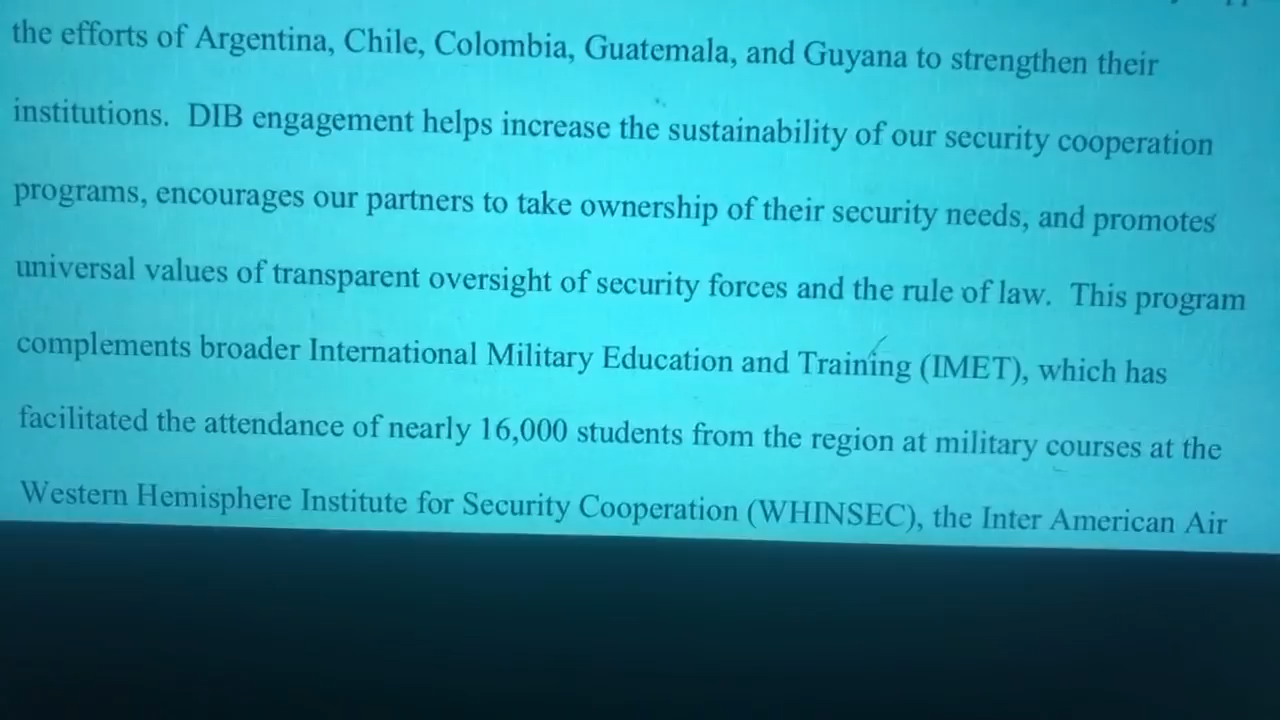 the efforts of Argentina, Chile, Colombia, Guatemala, and Guyana to strengthen their
institutions. DIB engagement helps increase the sustainability of our security cooperation
programs, encourages our partners to take ownership of their security needs, and promotes
universal values of transparent oversight of security forces and the rule of law. This program
complements broader International Military Education and Training (IMET), which has
facilitated the attendance of nearly 16,000 students from the region at military courses at the
Western Hemisphere Institute for Security Cooperation (WHINSEC), the Inter American Air